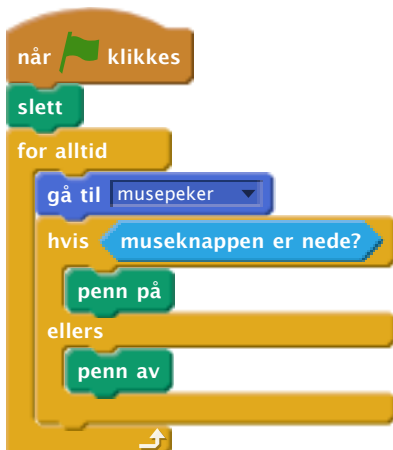 når klikkes
slett
for alltid
gå til musepeker
hvis museknappen er nede?
penn på
ellers
penn av